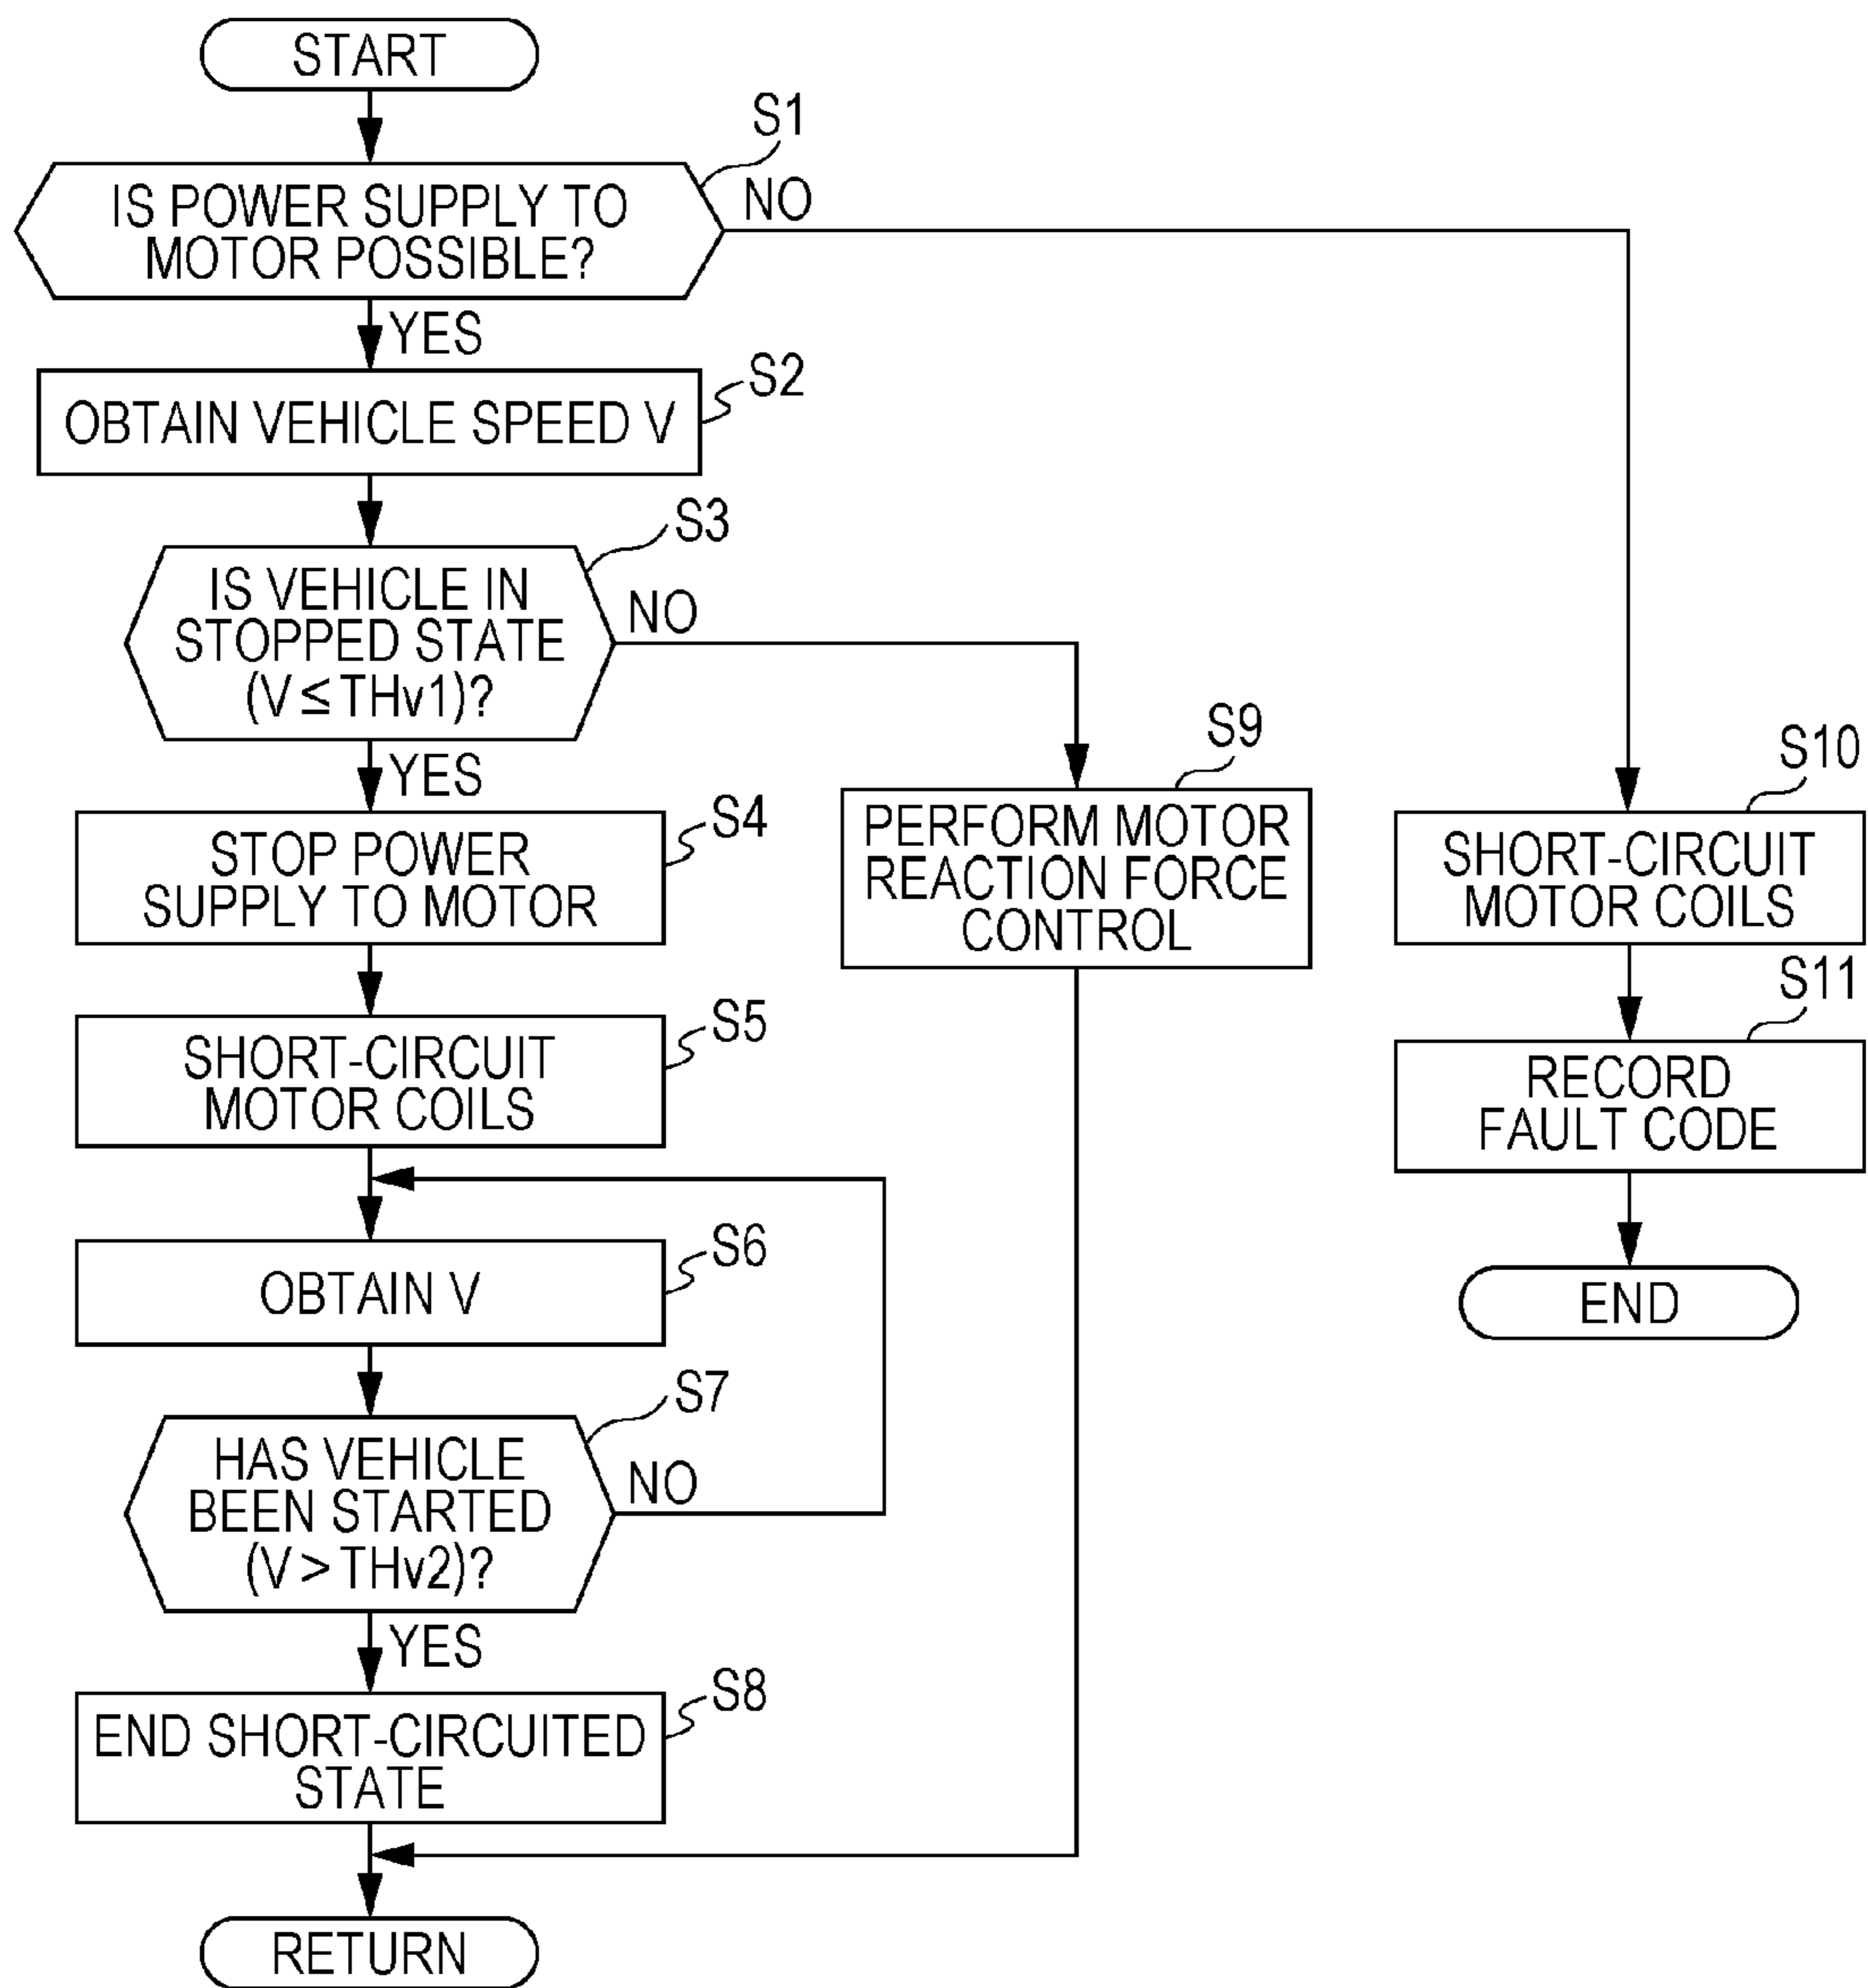 START
S1
IS POWER SUPPLY TO
MOTOR POSSIBLE?
NO
YES
S2
OBTAIN VEHICLE SPEED V
S3
IS VEHICLE IN
STOPPED STATE
(V ≤ THv1)?
NO
YES
S4
STOP POWER
SUPPLY TO MOTOR
S5
SHORT-CIRCUIT
MOTOR COILS
S6
OBTAIN V
S7
HAS VEHICLE
BEEN STARTED
(V > THv2)?
NO
YES
S8
END SHORT-CIRCUITED
STATE
RETURN
S9
PERFORM MOTOR
REACTION FORCE
CONTROL
S10
SHORT-CIRCUIT
MOTOR COILS
S11
RECORD
FAULT CODE
END